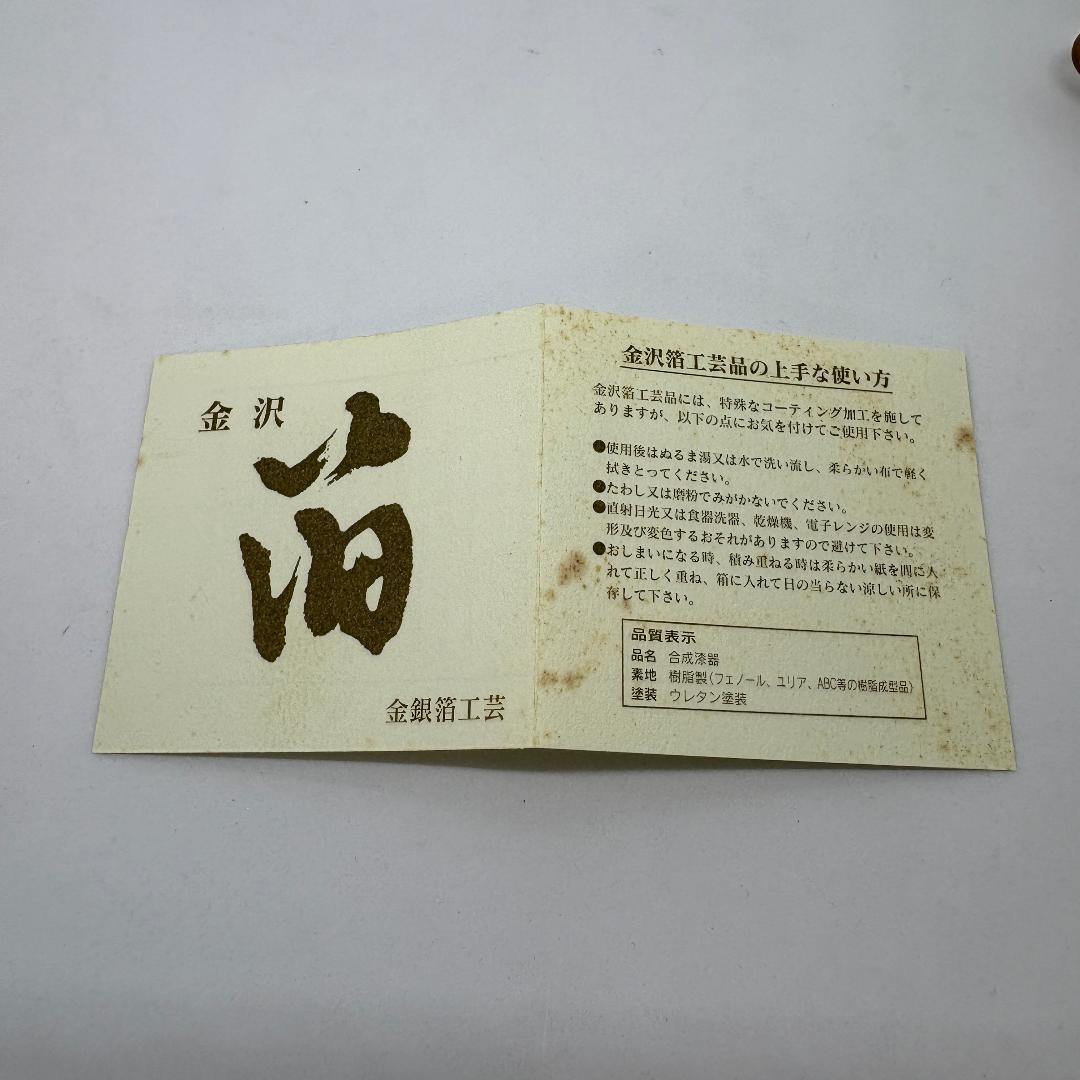 金沢
箔
金銀箔工芸
金沢箔工芸品の上手な使い方
金沢箔工芸品には、特殊なコーティング加工を施して
ありますが、以下の点にお気を付けてご使用下さい。
●使用後はぬるま湯又は水で洗い流し、柔らかい布で軽く
拭きとってください。
●たわし又は磨粉でみがかないでください。
●直射日光又は食器洗器、乾燥機、電子レンジの使用は変
形及び変色するおそれがありますので避けて下さい。
●おしまいになる時、積み重ねる時は柔らかい紙を間に入
れて正しく重ね、箱に入れて日の当らない涼しい所に保
存して下さい。
品質表示
品名 合成漆器
素地 樹脂製(フェノール、ユリア、ABC等の樹脂成型品)
塗装 ウレタン塗装